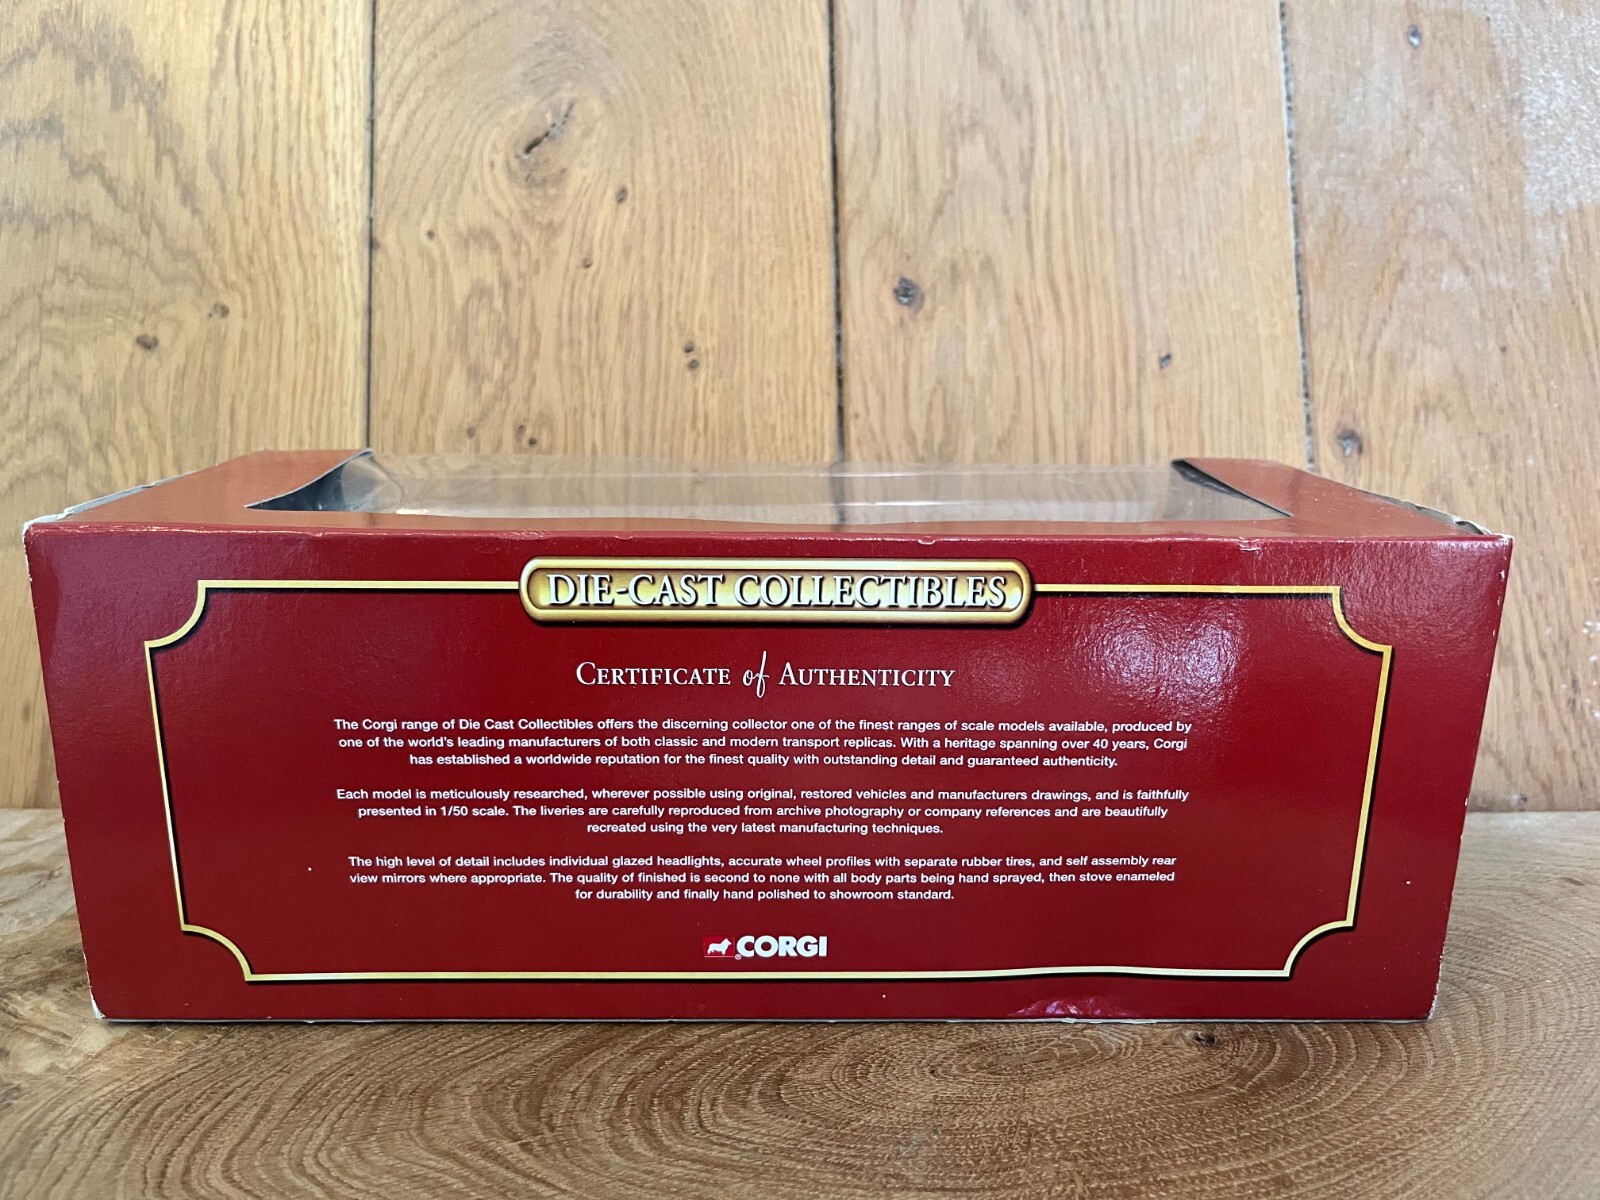 DIE-CAST COLLECTIBLES
CERTIFICATE of AUTHENTICITY
The Corgi range of Die Cast Collectibles offers the discerning collector one of the finest ranges of scale models available, produced by
one of the world's leading manufacturers of both classic and modern transport replicas. With a heritage spanning over 40 years, Corgi
has established a worldwide reputation for the finest quality with outstanding detail and guaranteed authenticity.
Each model is meticulously researched, wherever possible using original, restored vehicles and manufacturers drawings, and is faithfully
presented in 1/50 scale. The liveries are carefully reproduced from archive photography or company references and are beautifully
recreated using the very latest manufacturing techniques.
The high level of detail includes individual glazed headlights, accurate wheel profiles with separate rubber tires, and self assembly rear
view mirrors where appropriate. The quality of finished is second to none with all body parts being hand sprayed, then stove enameled
for durability and finally hand polished to showroom standard.
® CORGI